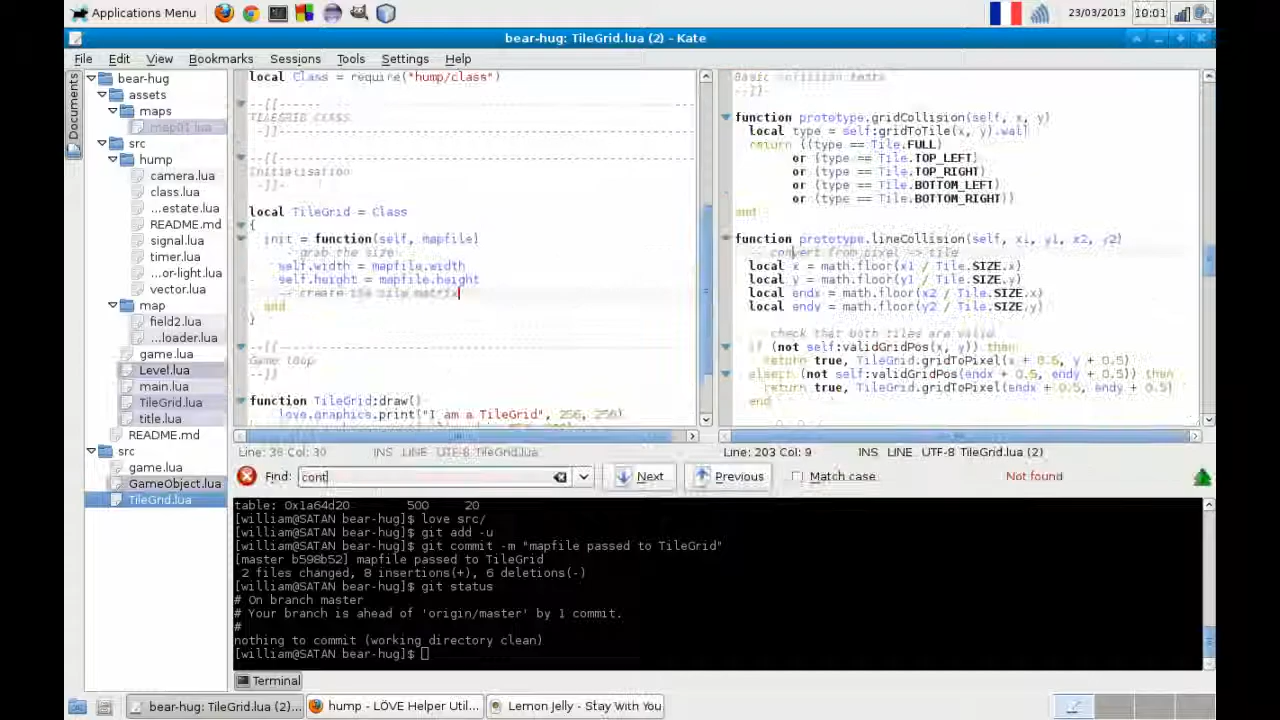 Applications Menu
23/03/2013
10:01
bear-hug: TileGrid.lua (2) - Kate
File Edit View Bookmarks Sessions Tools Settings Help
Documents
bear-hug
assets
maps
map01.lua
src
hump
camera.lua
class.lua
...estate.lua
README.md
signal.lua
timer.lua
...or-light.lua
vector.lua
map
field2.lua
...loader.lua
game.lua
Level.lua
main.lua
TileGrid.lua
title.lua
README.md
src
game.lua
GameObject.lua
TileGrid.lua
local Class = require("hump/class")
TILEGRID CLASS
Initialisation
local TileGrid = Class
{
init = function(self, mapfile)
-- grab the size
self.width = mapfile.width
self.height = mapfile.height
-- create the tile matrix
end
}
--[[
Game loop
--]]
function TileGrid:draw()
love.graphics.print("I am a TileGrid", 256, 256)
Basic collision tests
--]]
function prototype.gridCollision(self, x, y)
local type = self:gridToTile(x, y).wall
return ((type == Tile.FULL)
or (type == Tile.TOP_LEFT)
or (type == Tile.TOP_RIGHT)
or (type == Tile.BOTTOM_LEFT)
or (type == Tile.BOTTOM_RIGHT))
end
function prototype.lineCollision(self, x1, y1, x2, y2)
-- convert from pixel -> tile
local x = math.floor(x1 / Tile.SIZE.x)
local y = math.floor(y1 / Tile.SIZE.y)
local endx = math.floor(x2 / Tile.SIZE.x)
local endy = math.floor(y2 / Tile.SIZE.y)
check that both tiles are valid
if (not self:validGridPos(x, y)) then
return true, TileGrid.gridToPixel(x + 0.5, y + 0.5)
elseif (not self:validGridPos(endx + 0.5, endy + 0.5)) then
return true, TileGrid.gridToPixel(endx + 0.5, endy + 0.5)
end
Line: 38 Col: 30 INS LINE UTF-8 TileGrid.lua
Line: 203 Col: 9 INS LINE UTF-8 TileGrid.lua (2)
Find: cont
Next
Previous
Match case
Not found
table: 0x1a64d20 500 20
[william@SATAN bear-hug]$ love src/
[william@SATAN bear-hug]$ git add -u
[william@SATAN bear-hug]$ git commit -m "mapfile passed to TileGrid"
[master b598b52] mapfile passed to TileGrid
2 files changed, 8 insertions(+), 6 deletions(-)
[william@SATAN bear-hug]$ git status
# On branch master
# Your branch is ahead of 'origin/master' by 1 commit.
#
nothing to commit (working directory clean)
[william@SATAN bear-hug]$
Terminal
bear-hug: TileGrid.lua (2)...
hump - LÖVE Helper Util...
Lemon Jelly - Stay With You